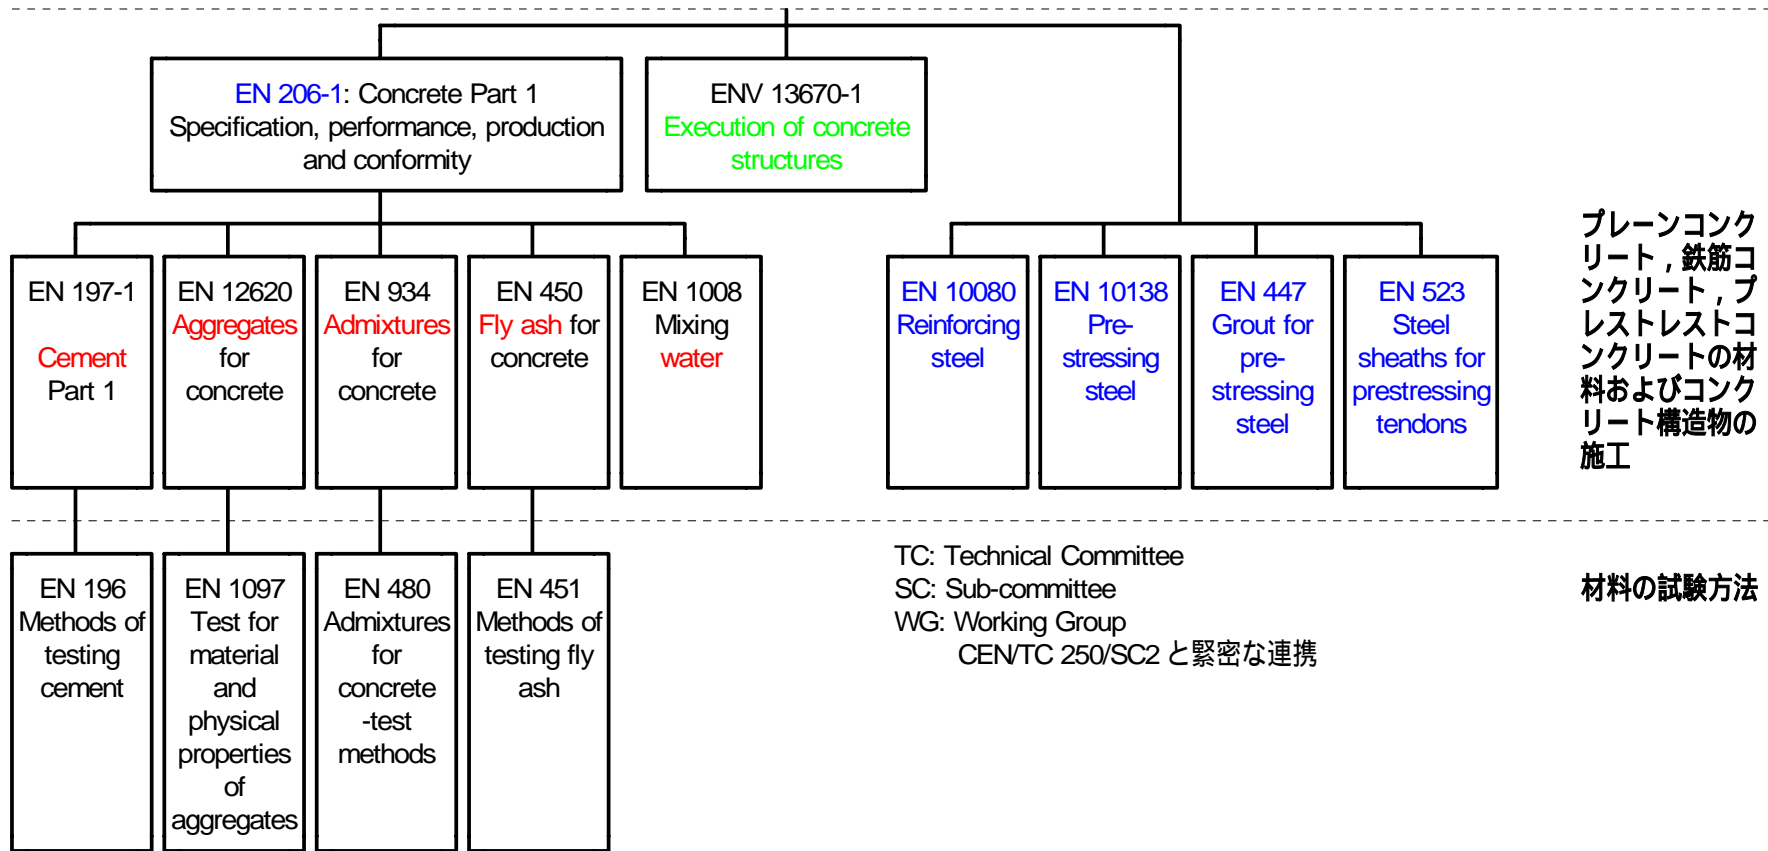 EN 206-1: Concrete Part 1
Specification, performance, production
and conformity
ENV 13670-1
Execution of concrete
structures
EN 197-1
Cement
Part 1
EN 12620
Aggregates
for
concrete
EN 934
Admixtures
for
concrete
EN 450
Fly ash for
concrete
EN 1008
Mixing
water
EN 10080
Reinforcing
steel
EN 10138
Pre-
stressing
steel
EN 447
Grout for
pre-
stressing
steel
EN 523
Steel
sheaths for
prestressing
tendons
プレーンコンク
リート，鉄筋コ
ンクリート，プ
レストレストコ
ンクリートの材
料およびコンク
リート構造物の
施工
EN 196
Methods of
testing
cement
EN 1097
Test for
material
and
physical
properties
of
aggregates
EN 480
Admixtures
for
concrete
-test
methods
EN 451
Methods of
testing fly
ash
TC: Technical Committee
SC: Sub-committee
WG: Working Group
CEN/TC 250/SC2 と緊密な連携
材料の試験方法